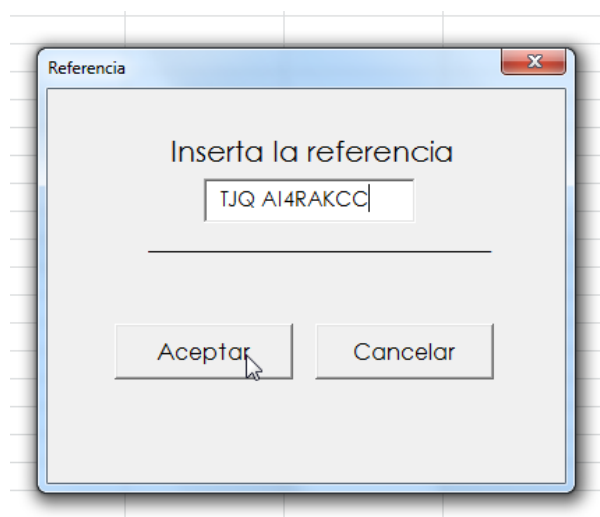 Referencia
Inserta la referencia
TJQ AI4RAKCC
Aceptar
Cancelar